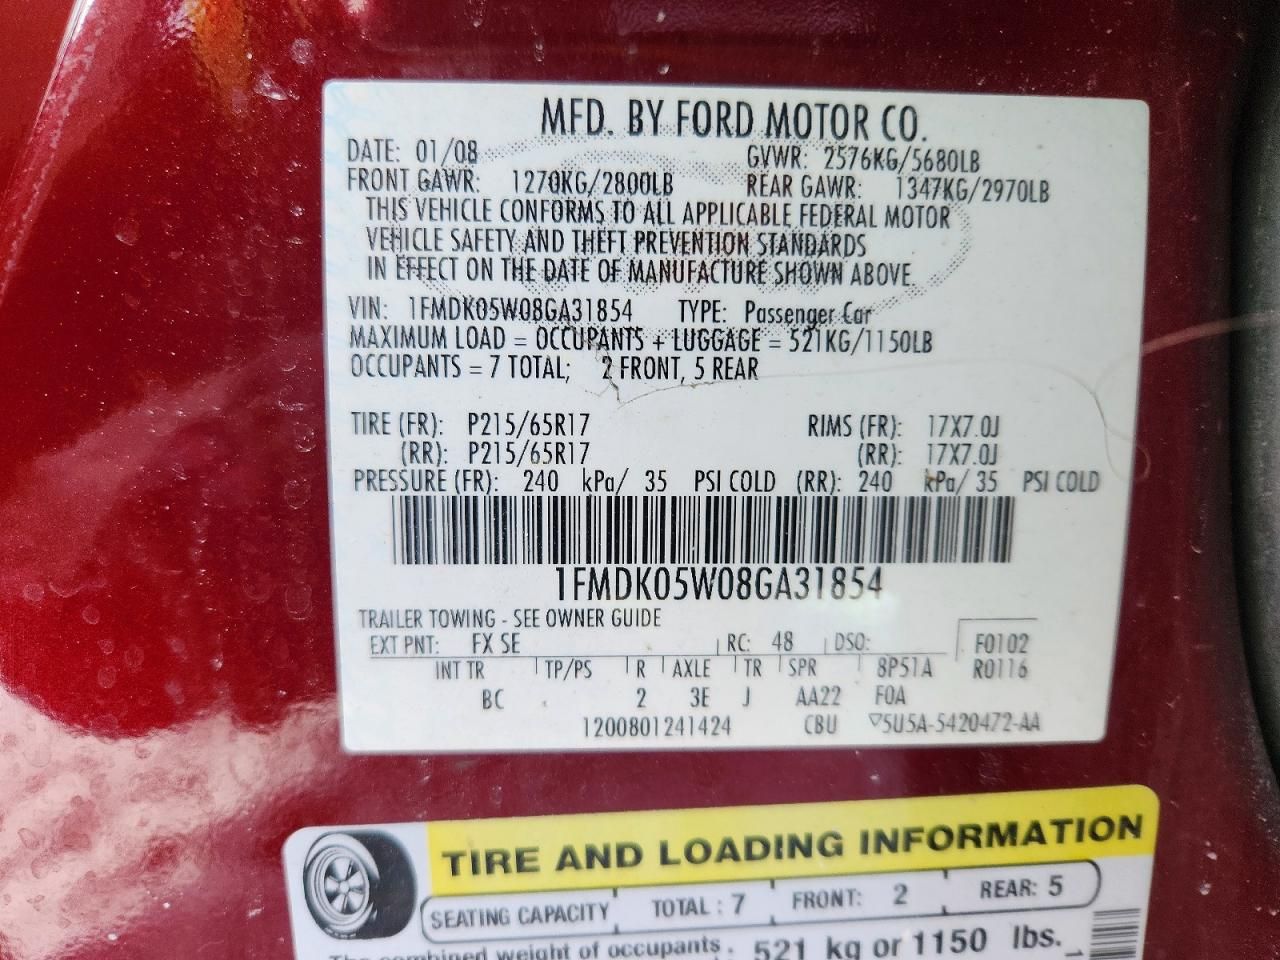 MFD. BY FORD MOTOR CO.
DATE: 01/08 GVWR: 2576KG/5680LB
FRONT GAWR: 1270KG/2800LB REAR GAWR: 1347KG/2970LB
THIS VEHICLE CONFORMS TO ALL APPLICABLE FEDERAL MOTOR
VEHICLE SAFETY AND THEFT PREVENTION STANDARDS
IN EFFECT ON THE DATE OF MANUFACTURE SHOWN ABOVE.
VIN: 1FMDK05W08GA31854 TYPE: Passenger Car
MAXIMUM LOAD = OCCUPANTS + LUGGAGE = 521KG/1150LB
OCCUPANTS = 7 TOTAL; 2 FRONT, 5 REAR
TIRE (FR): P215/65R17 RIMS (FR): 17X7.0J
(RR): P215/65R17 (RR): 17X7.0J
PRESSURE (FR): 240 kPa/ 35 PSI COLD (RR): 240 kPa/ 35 PSI COLD
1FMDK05W08GA31854
TRAILER TOWING - SEE OWNER GUIDE
EXT PNT: FX SE RC: 48 DSO: F0102
INT TR TP/PS R AXLE TR SPR 8P51A R0116
BC 2 3E J AA22 F0A
1200801241424 CBU ▽5U5A-5420472-AA
TIRE AND LOADING INFORMATION
SEATING CAPACITY TOTAL : 7 FRONT: 2 REAR: 5
The combined weight of occupants 521 kg or 1150 lbs.